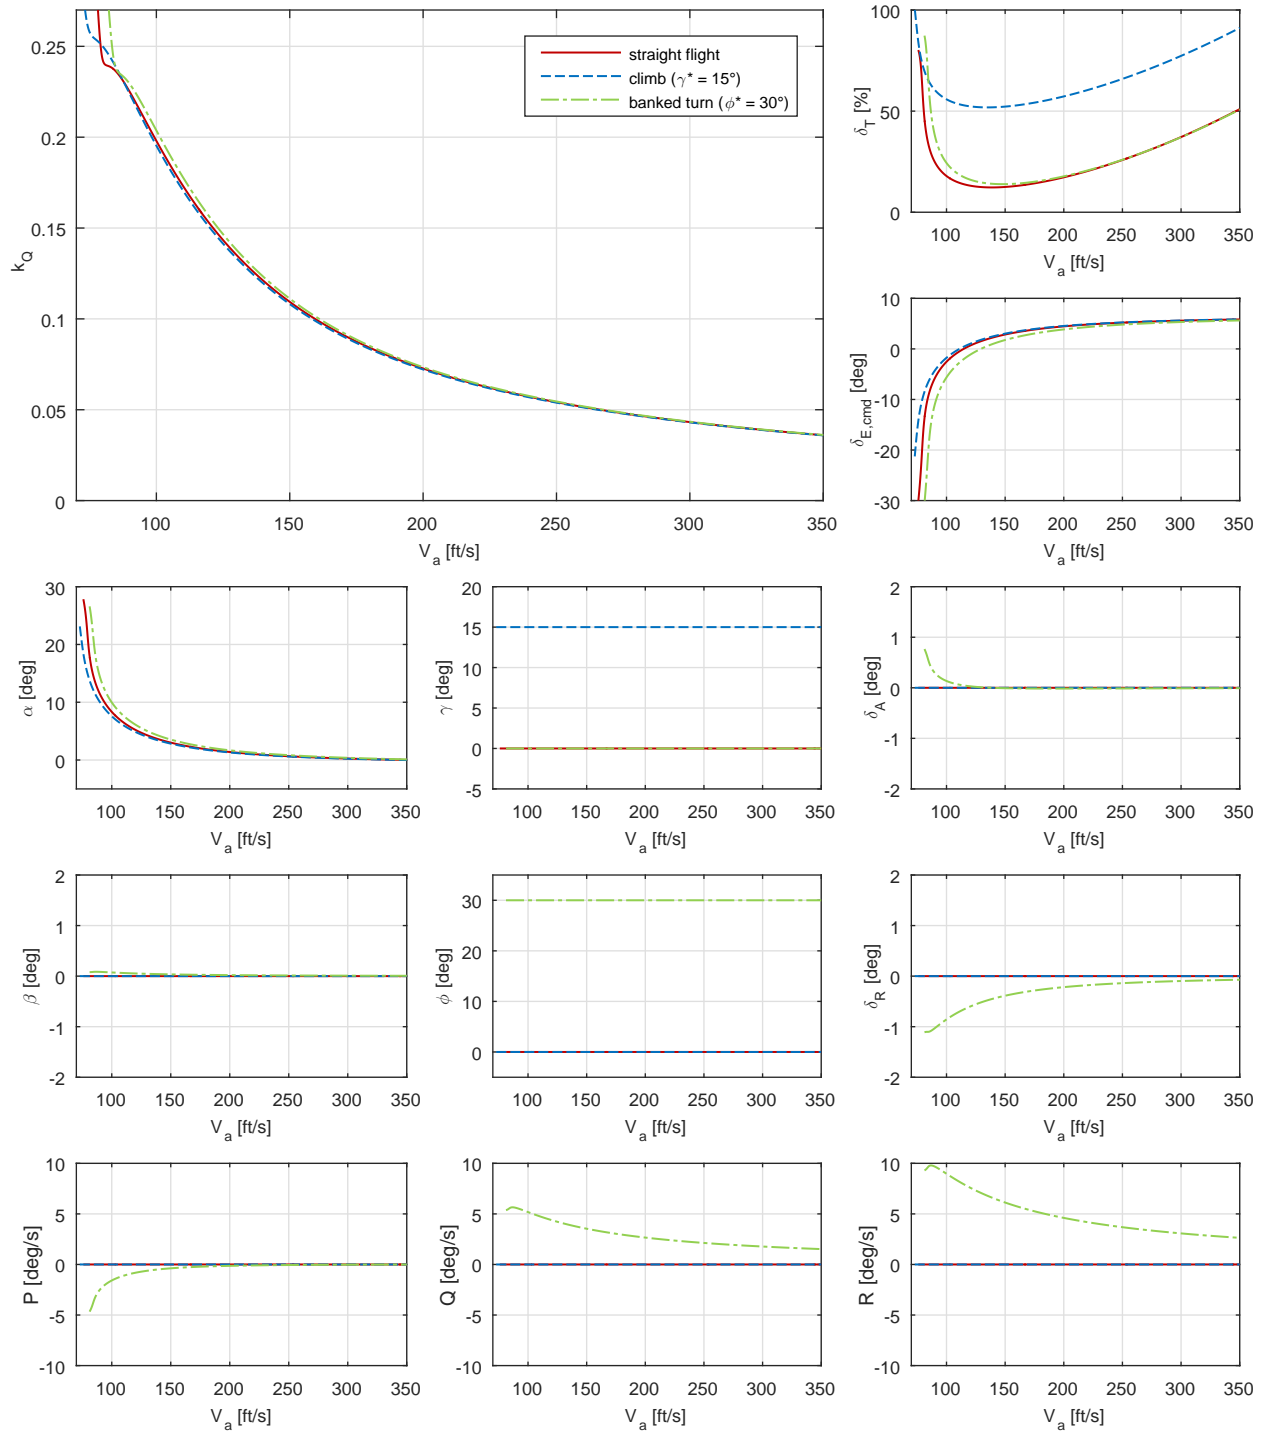 0.25
0.2
0.15
0.1
0.05
0
k_Q
100 150 200 250 300 350
V_a [ft/s]
straight flight
climb (γ* = 15°)
banked turn (ϕ* = 30°)
100
50
0
δ_T [%]
100 150 200 250 300 350
V_a [ft/s]
10
0
-10
-20
-30
δ_E,cmd [deg]
100 150 200 250 300 350
V_a [ft/s]
30
20
10
0
α [deg]
100 150 200 250 300 350
V_a [ft/s]
20
15
10
5
0
-5
γ [deg]
100 150 200 250 300 350
V_a [ft/s]
2
1
0
-1
-2
δ_A [deg]
100 150 200 250 300 350
V_a [ft/s]
2
1
0
-1
-2
β [deg]
100 150 200 250 300 350
V_a [ft/s]
30
20
10
0
ϕ [deg]
100 150 200 250 300 350
V_a [ft/s]
2
1
0
-1
-2
δ_R [deg]
100 150 200 250 300 350
V_a [ft/s]
10
5
0
-5
-10
P [deg/s]
100 150 200 250 300 350
V_a [ft/s]
10
5
0
-5
-10
Q [deg/s]
100 150 200 250 300 350
V_a [ft/s]
10
5
0
-5
-10
R [deg/s]
100 150 200 250 300 350
V_a [ft/s]